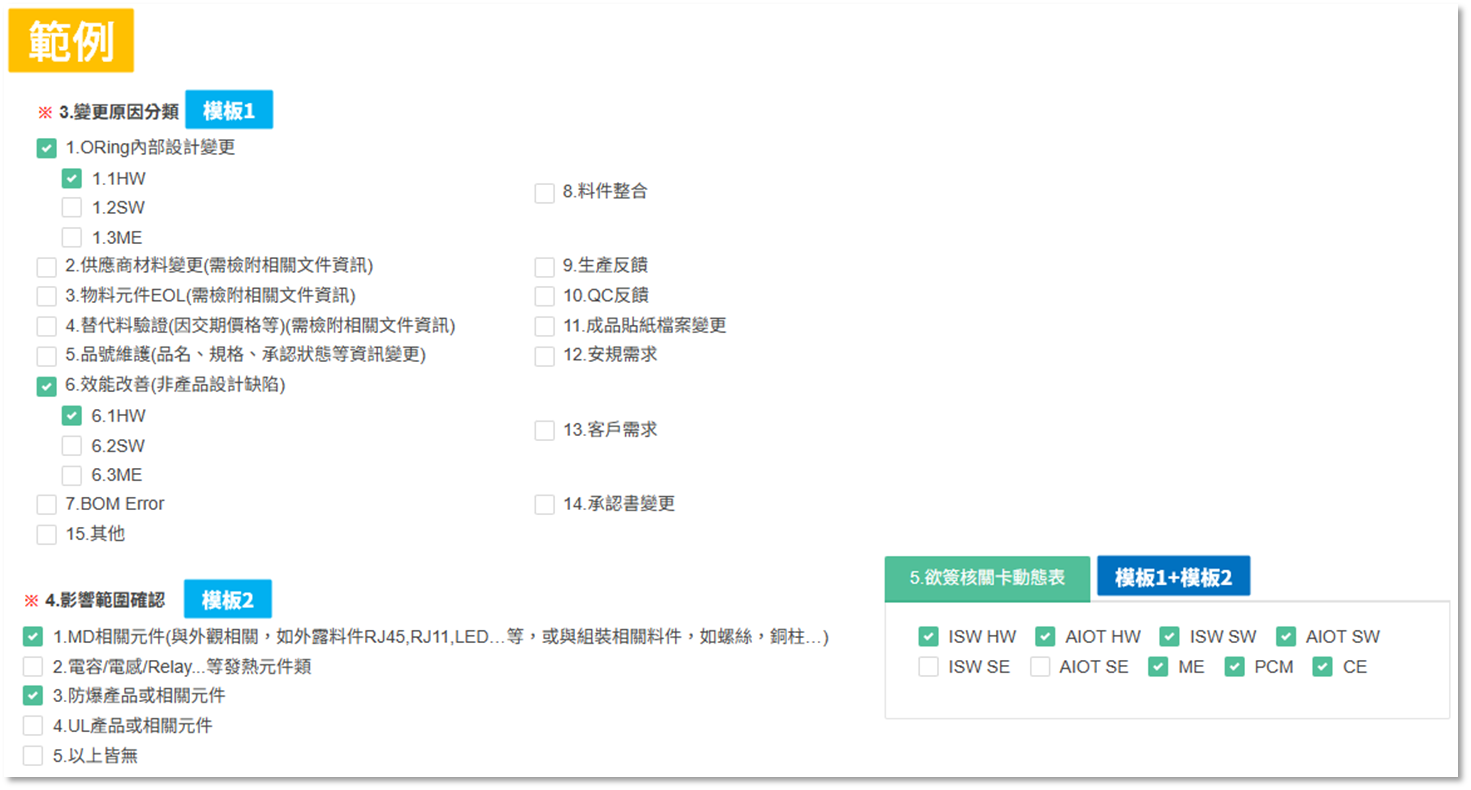 範例
※ 3.變更原因分類 模板1
1.ORing內部設計變更
1.1HW
1.2SW
1.3ME
8.料件整合
2.供應商材料變更(需檢附相關文件資訊)
9.生產反饋
3.物料元件EOL(需檢附相關文件資訊)
10.QC反饋
4.替代料驗證(因交期價格等)(需檢附相關文件資訊)
11.成品貼紙檔案變更
5.品號維護(品名、規格、承認狀態等資訊變更)
12.安規需求
6.效能改善(非產品設計缺陷)
6.1HW
6.2SW
6.3ME
13.客戶需求
7.BOM Error
14.承認書變更
15.其他
※ 4.影響範圍確認 模板2
1.MD相關元件(與外觀相關，如外露料件RJ45,RJ11,LED...等，或與組裝相關料件，如螺絲，銅柱...)
2.電容/電感/Relay...等發熱元件類
3.防爆產品或相關元件
4.UL產品或相關元件
5.以上皆無
5.欲簽核關卡動態表 模板1+模板2
ISW HW AIOT HW ISW SW AIOT SW
ISW SE AIOT SE ME PCM CE